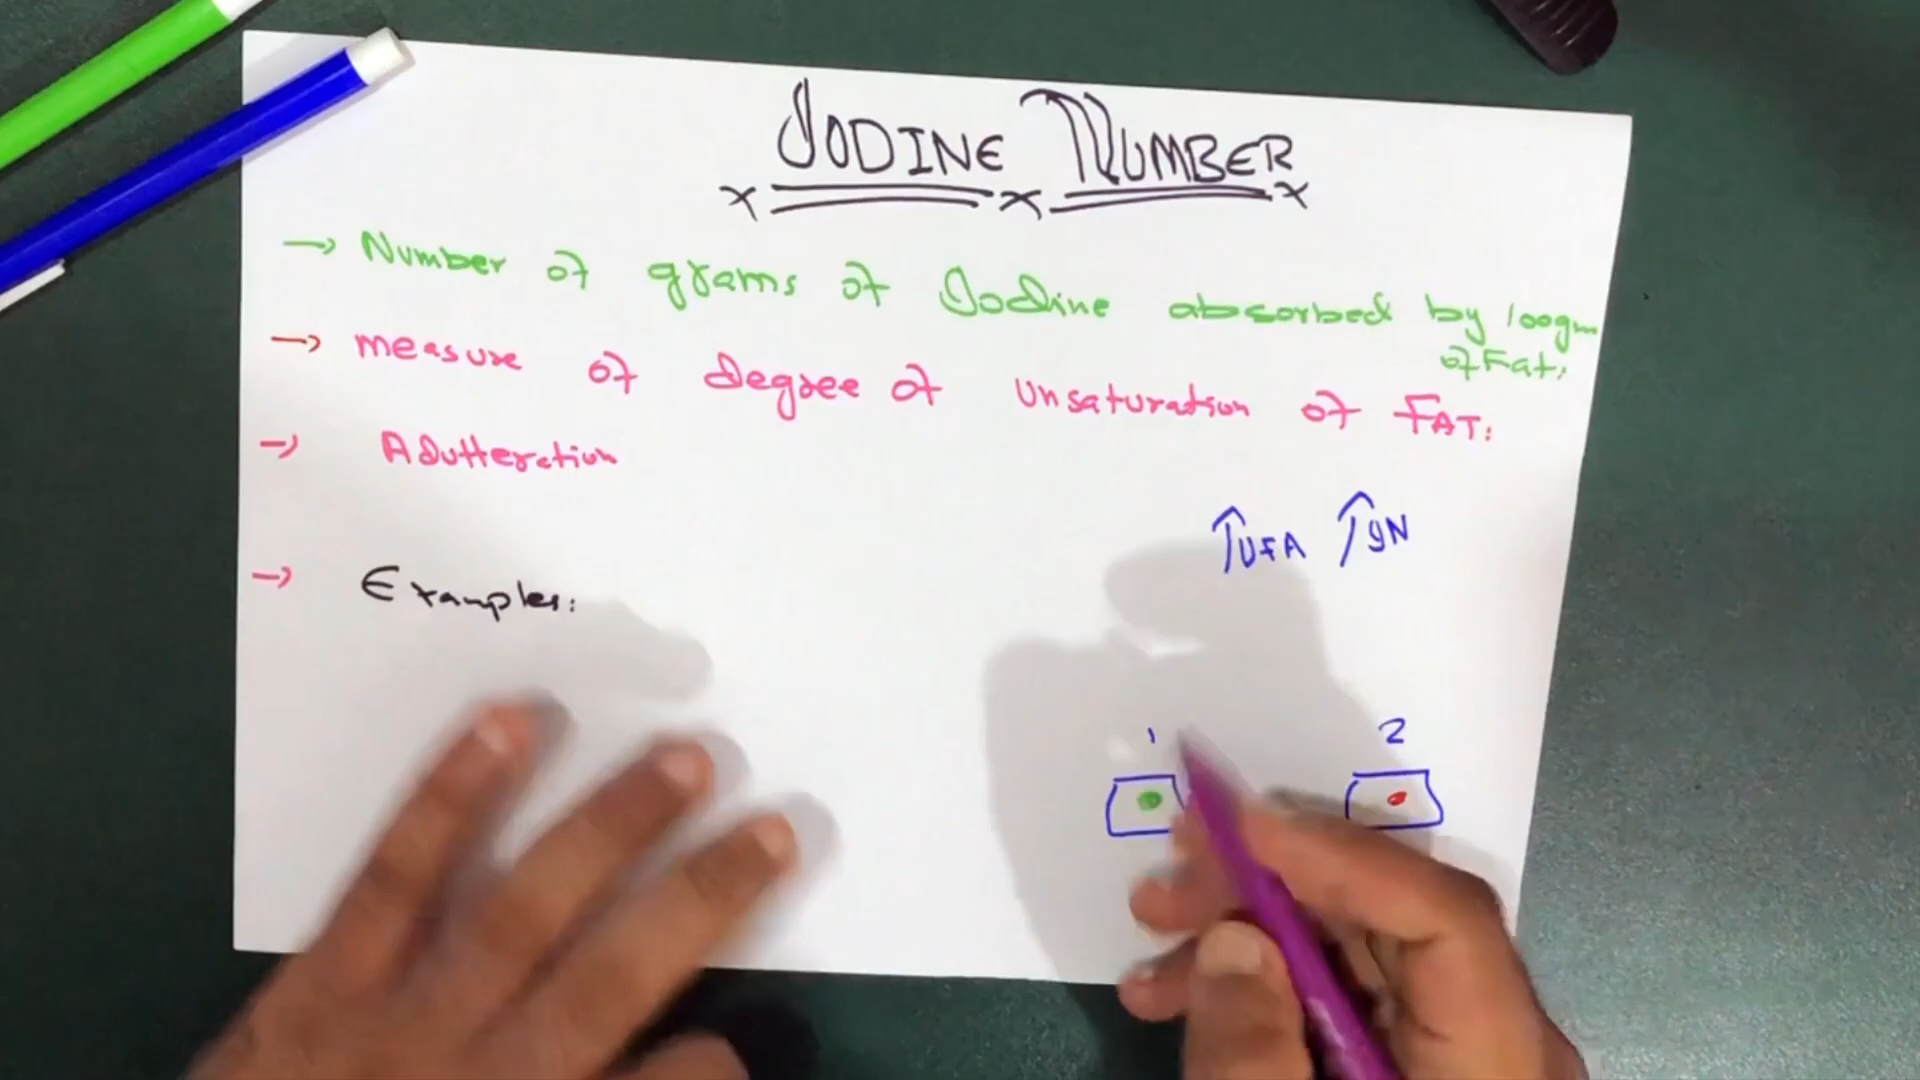 IODINE NUMBER
→ Number of grams of Iodine absorbed by 100gm
of Fat.
→ measure of degree of unsaturation of FAT.
→ Adulteration
↑UFA ↑IN
→ Examples:
1 2